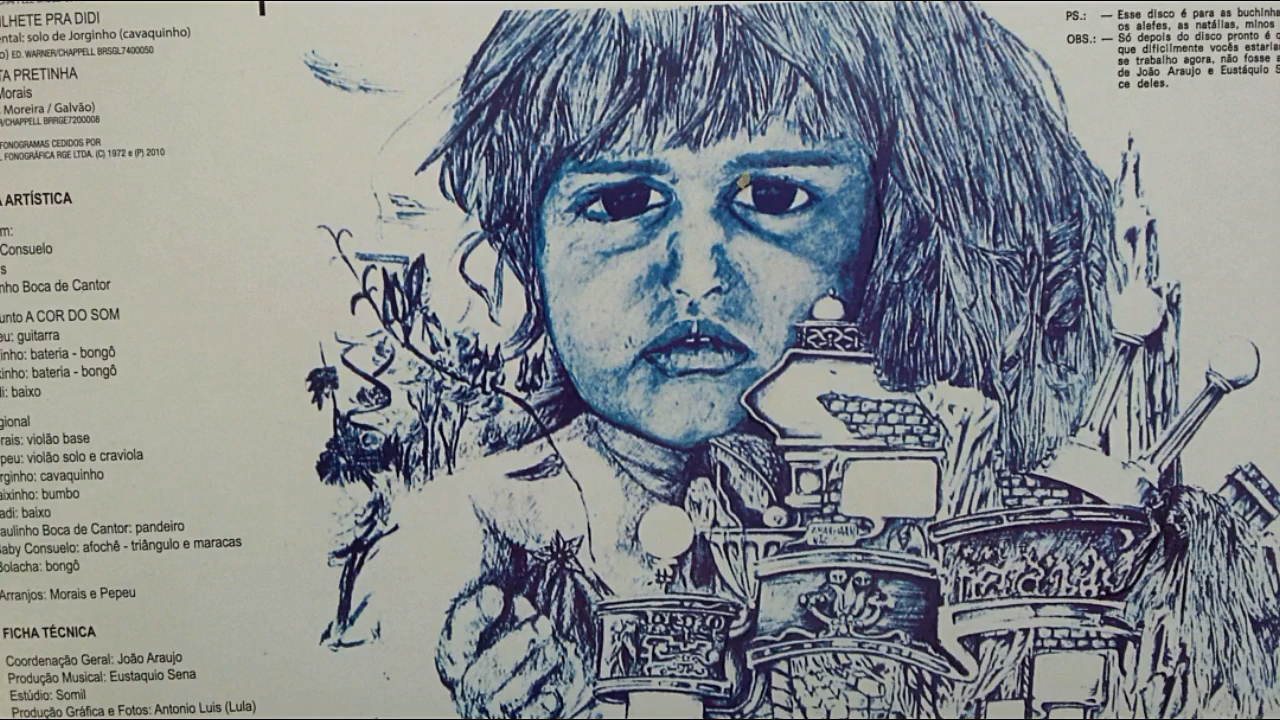 ILHETE PRA DIDI
ental: solo de Jorginho (cavaquinho)
o) ED. WARNER/CHAPPELL BRSGL7400050
TA PRETINHA
Morais
Moreira / Galvão)
R/CHAPPELL BRRGE7200008
FONOGRAMAS CEDIDOS POR
L FONOGRÁFICA RGE LTDA. (C) 1972 e (P) 2010
A ARTÍSTICA
m:
Consuelo
s
nho Boca de Cantor
unto A COR DO SOM
eu: guitarra
inho: bateria - bongô
xinho: bateria - bongô
di: baixo
gional
rais: violão base
peu: violão solo e craviola
rginho: cavaquinho
aixinho: bumbo
adi: baixo
aulinho Boca de Cantor: pandeiro
Baby Consuelo: afochê - triângulo e maracas
Bolacha: bongô
Arranjos: Morais e Pepeu
FICHA TÉCNICA
Coordenação Geral: João Araujo
Produção Musical: Eustaquio Sena
Estúdio: Somil
Produção Gráfica e Fotos: Antonio Luis (Lula)
PS.: — Esse disco é para as buchinha
os alefes, as natálias, minos
OBS.: — Só depois do disco pronto é q
que dificilmente vocês estaria
se trabalho agora, não fosse a
de João Araujo e Eustáquio S
ce deles.